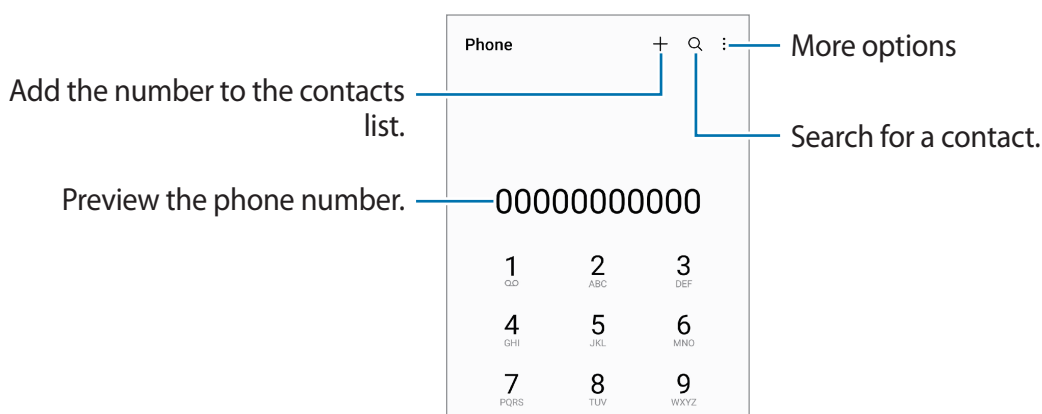 Phone
More options
Add the number to the contacts
list.
Search for a contact.
Preview the phone number.
00000000000
1 2 3
ABC DEF
4 5 6
GHI JKL MNO
7 8 9
PQRS TUV WXYZ